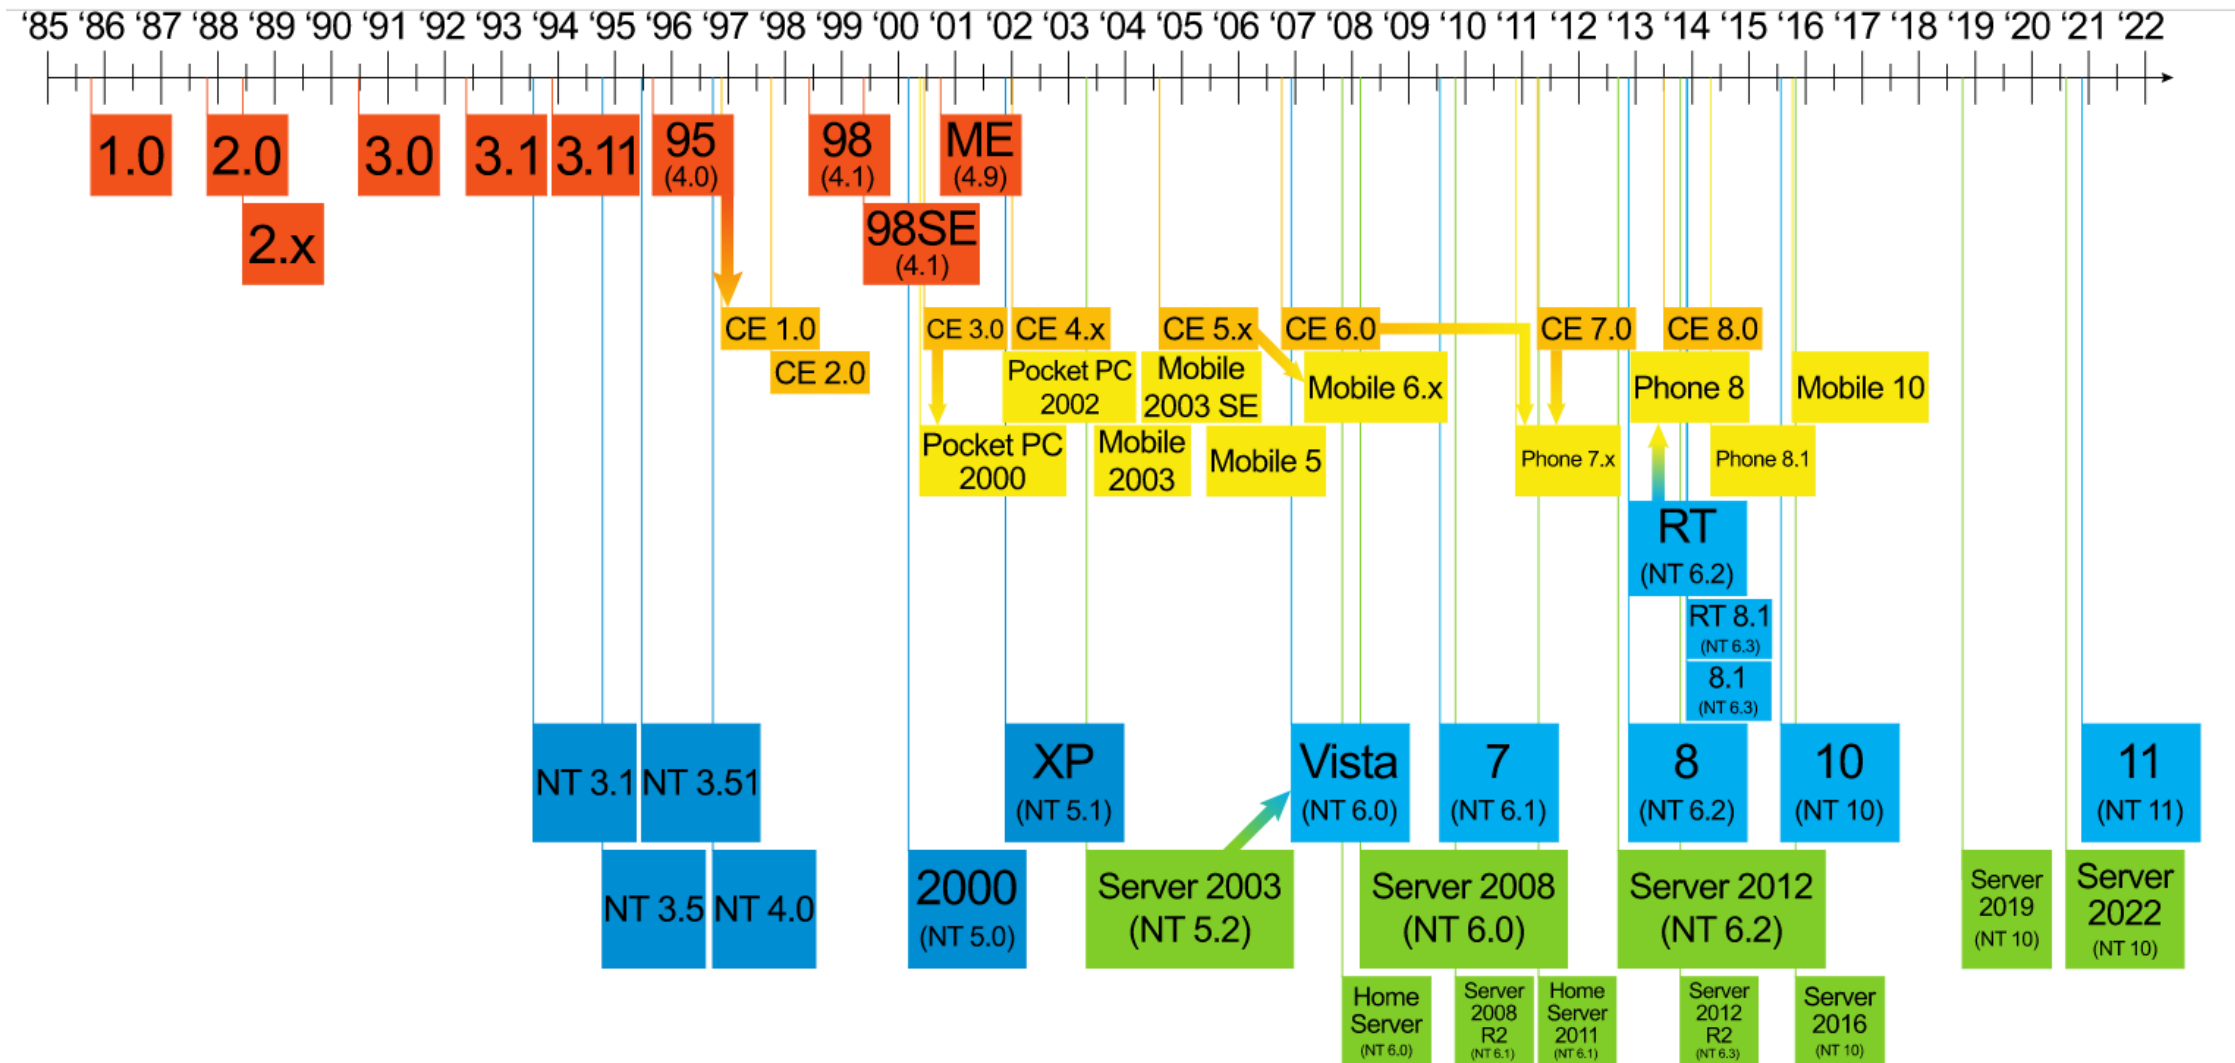 ‘85 ‘86 ‘87 ‘88 ‘89 ‘90 ‘91 ‘92 ‘93 ‘94 ‘95 ‘96 ‘97 ‘98 ‘99 ‘00 ‘01 ‘02 ‘03 ‘04 ‘05 ‘06 ‘07 ‘08 ‘09 ‘10 ‘11 ‘12 ‘13 ‘14 ‘15 ‘16 ‘17 ‘18 ‘19 ‘20 ‘21 ‘22
1.0
2.0
3.0
3.1
3.11
95
(4.0)
98
(4.1)
ME
(4.9)
2.x
98SE
(4.1)
CE 1.0
CE 3.0
CE 4.x
CE 5.x
CE 6.0
CE 7.0
CE 8.0
CE 2.0
Pocket PC
2002
Mobile
2003 SE
Mobile 6.x
Phone 8
Mobile 10
Pocket PC
2000
Mobile
2003
Mobile 5
Phone 7.x
Phone 8.1
RT
(NT 6.2)
RT 8.1
(NT 6.3)
8.1
(NT 6.3)
NT 3.1
NT 3.51
XP
(NT 5.1)
Vista
(NT 6.0)
7
(NT 6.1)
8
(NT 6.2)
10
(NT 10)
11
(NT 11)
NT 3.5
NT 4.0
2000
(NT 5.0)
Server 2003
(NT 5.2)
Server 2008
(NT 6.0)
Server 2012
(NT 6.2)
Server
2019
(NT 10)
Server
2022
(NT 10)
Home
Server
(NT 6.0)
Server
2008
R2
(NT 6.1)
Home
Server
2011
(NT 6.1)
Server
2012
R2
(NT 6.3)
Server
2016
(NT 10)